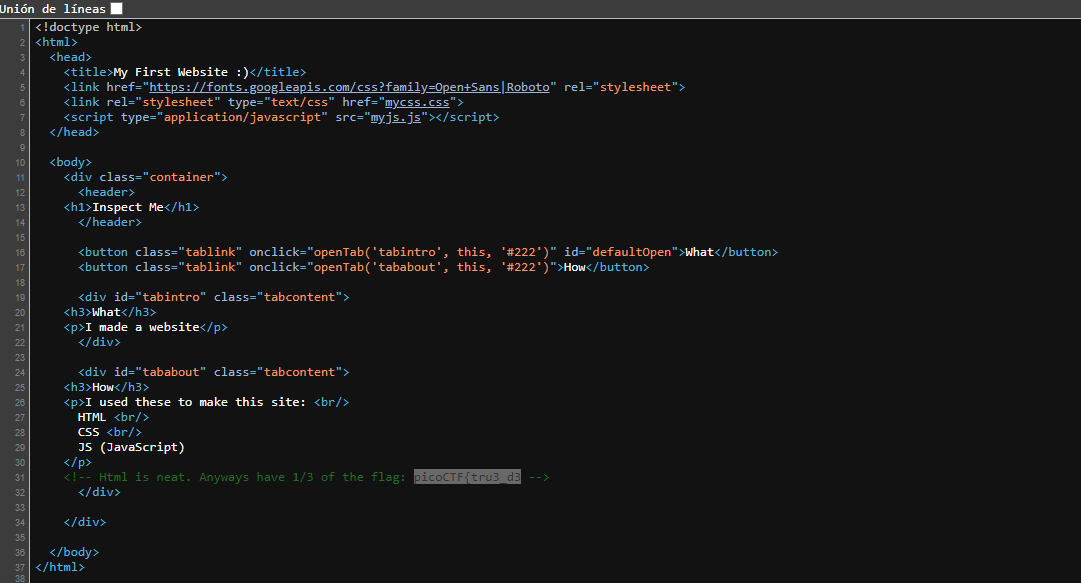 Unión de líneas
1 <!doctype html>
2 <html>
3 <head>
4 <title>My First Website :)</title>
5 <link href="https://fonts.googleapis.com/css?family=Open+Sans|Roboto" rel="stylesheet">
6 <link rel="stylesheet" type="text/css" href="mycss.css">
7 <script type="application/javascript" src="myjs.js"></script>
8 </head>
9
10 <body>
11 <div class="container">
12 <header>
13 <h1>Inspect Me</h1>
14 </header>
15
16 <button class="tablink" onclick="openTab('tabintro', this, '#222')" id="defaultOpen">What</button>
17 <button class="tablink" onclick="openTab('tababout', this, '#222')">How</button>
18
19 <div id="tabintro" class="tabcontent">
20 <h3>What</h3>
21 <p>I made a website</p>
22 </div>
23
24 <div id="tababout" class="tabcontent">
25 <h3>How</h3>
26 <p>I used these to make this site: <br/>
27 HTML <br/>
28 CSS <br/>
29 JS (JavaScript)
30 </p>
31 <!-- Html is neat. Anyways have 1/3 of the flag: picoCTF{tru3_d3 -->
32 </div>
33
34 </div>
35
36 </body>
37 </html>
38